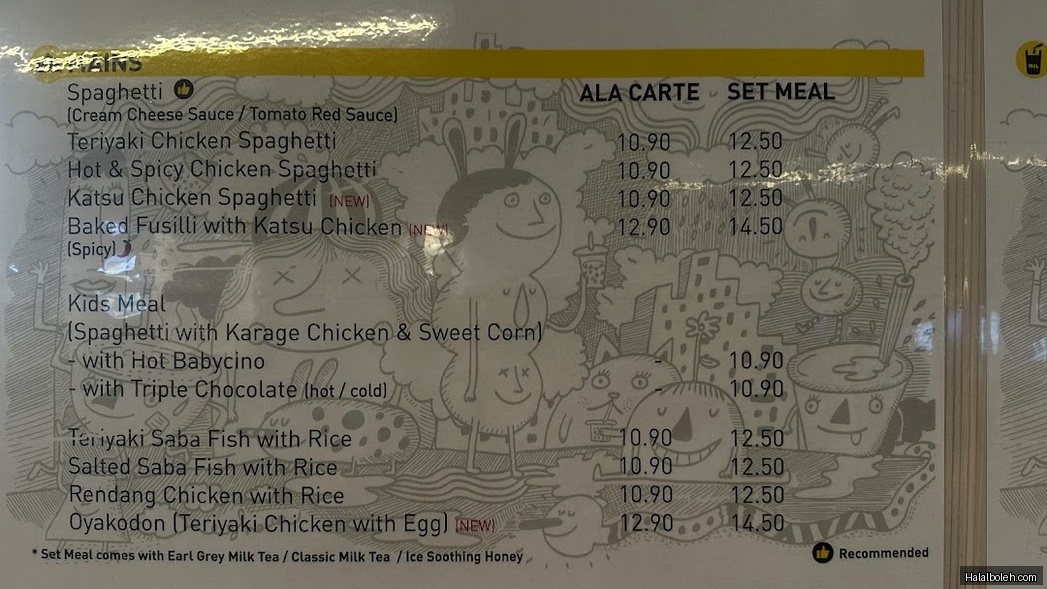 MAINS
Spaghetti
ALA CARTE SET MEAL
(Cream Cheese Sauce / Tomato Red Sauce)
Teriyaki Chicken Spaghetti 10.90 12.50
Hot & Spicy Chicken Spaghetti 10.90 12.50
Katsu Chicken Spaghetti (NEW) 10.90 12.50
Baked Fusilli with Katsu Chicken (NEW) 12.90 14.50
(Spicy)
Kids Meal
(Spaghetti with Karage Chicken & Sweet Corn)
- with Hot Babycino - 10.90
- with Triple Chocolate (hot / cold) - 10.90
Teriyaki Saba Fish with Rice 10.90 12.50
Salted Saba Fish with Rice 10.90 12.50
Rendang Chicken with Rice 10.90 12.50
Oyakodon (Teriyaki Chicken with Egg) (NEW) 12.90 14.50
* Set Meal comes with Earl Grey Milk Tea / Classic Milk Tea / Ice Soothing Honey
Recommended
Halalboleh.com